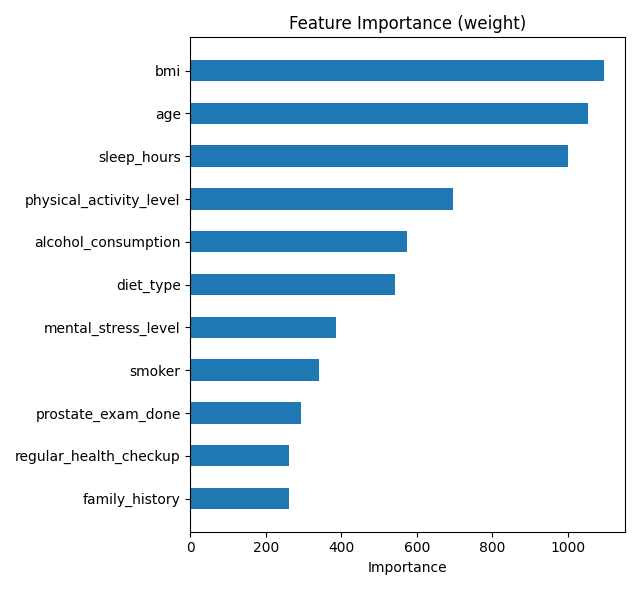 Feature Importance (weight)
bmi
age
sleep_hours
physical_activity_level
alcohol_consumption
diet_type
mental_stress_level
smoker
prostate_exam_done
regular_health_checkup
family_history
0 200 400 600 800 1000
Importance